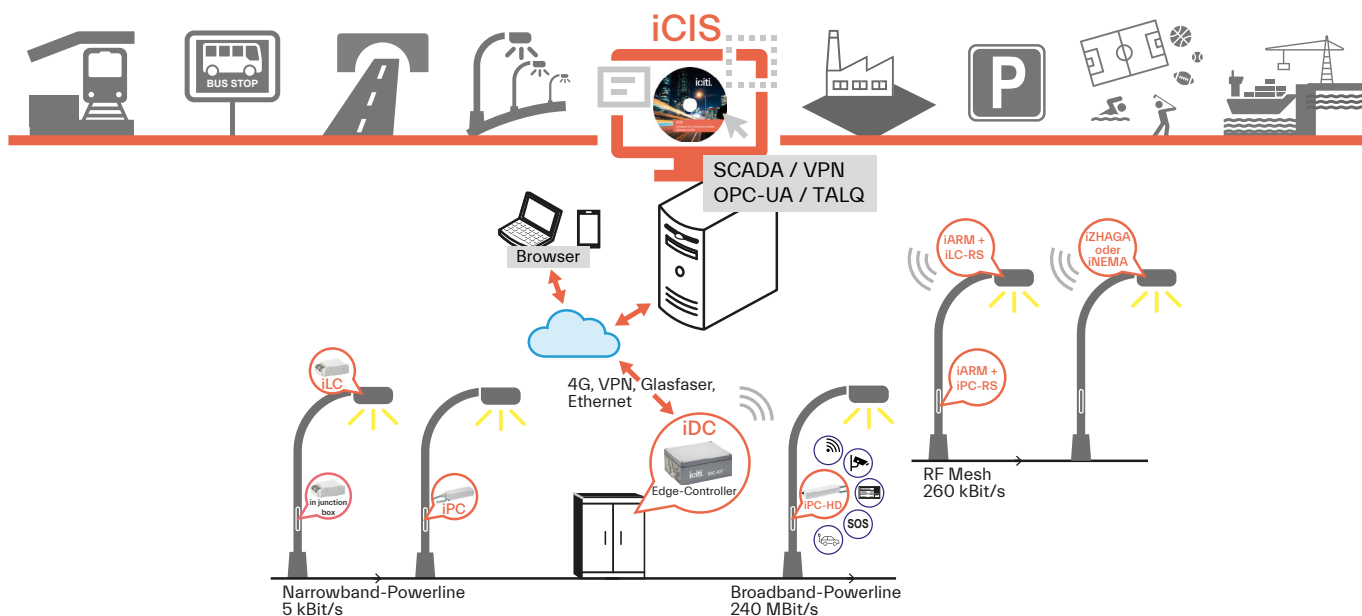 iCIS
BUS STOP
iciti.
P
SCADA / VPN
OPC-UA / TALQ
Browser
4G, VPN, Glasfaser,
Ethernet
iDC
iciti.
Edge-Controller
iLC
in junction
box
iPC
iPC-HD
SOS
iARM +
iLC-RS
iZHAGA
oder
iNEMA
iARM +
iPC-RS
RF Mesh
260 kBit/s
Narrowband-Powerline
5 kBit/s
Broadband-Powerline
240 MBit/s